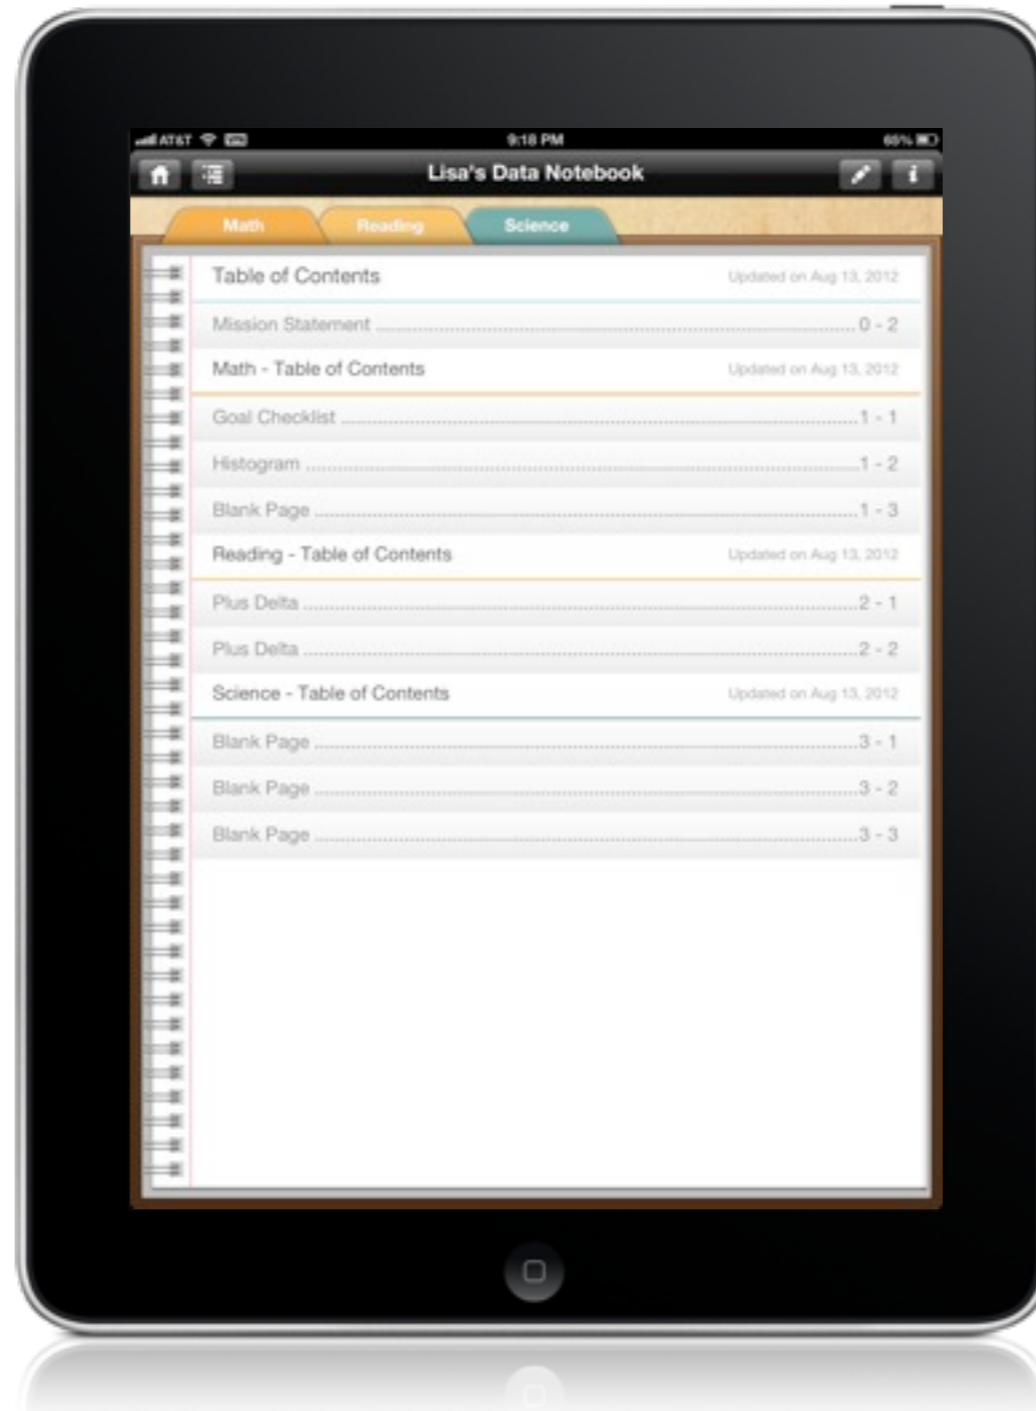 AT&T 9:18 PM 65%
Lisa's Data Notebook
Math Reading Science
Table of Contents Updated on Aug 13, 2012
Mission Statement 0 - 2
Math - Table of Contents Updated on Aug 13, 2012
Goal Checklist 1 - 1
Histogram 1 - 2
Blank Page 1 - 3
Reading - Table of Contents Updated on Aug 13, 2012
Plus Delta 2 - 1
Plus Delta 2 - 2
Science - Table of Contents Updated on Aug 13, 2012
Blank Page 3 - 1
Blank Page 3 - 2
Blank Page 3 - 3